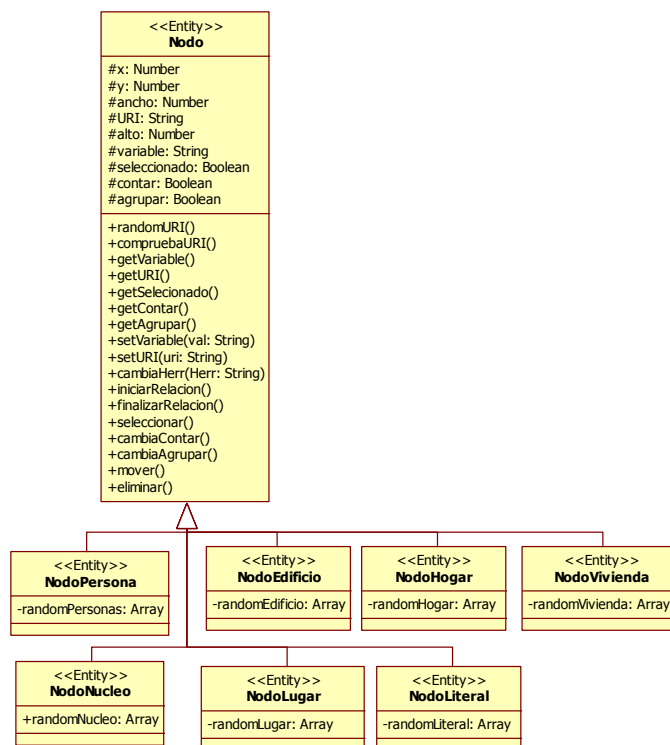 <<Entity>>
Nodo
#x: Number
#y: Number
#ancho: Number
#URI: String
#alto: Number
#variable: String
#seleccionado: Boolean
#contar: Boolean
#agrupar: Boolean
+randomURI()
+compruebaURI()
+getVariable()
+getURI()
+getSelecionado()
+getContar()
+getAgrupar()
+setVariable(val: String)
+setURI(uri: String)
+cambiaHerr(Herr: String)
+iniciarRelacion()
+finalizarRelacion()
+seleccionar()
+cambiaContar()
+cambiaAgrupar()
+mover()
+eliminar()
<<Entity>>
NodoPersona
-randomPersonas: Array
<<Entity>>
NodoEdificio
-randomEdificio: Array
<<Entity>>
NodoHogar
-randomHogar: Array
<<Entity>>
NodoVivienda
-randomVivienda: Array
<<Entity>>
NodoNucleo
+randomNucleo: Array
<<Entity>>
NodoLugar
-randomLugar: Array
<<Entity>>
NodoLiteral
-randomLiteral: Array